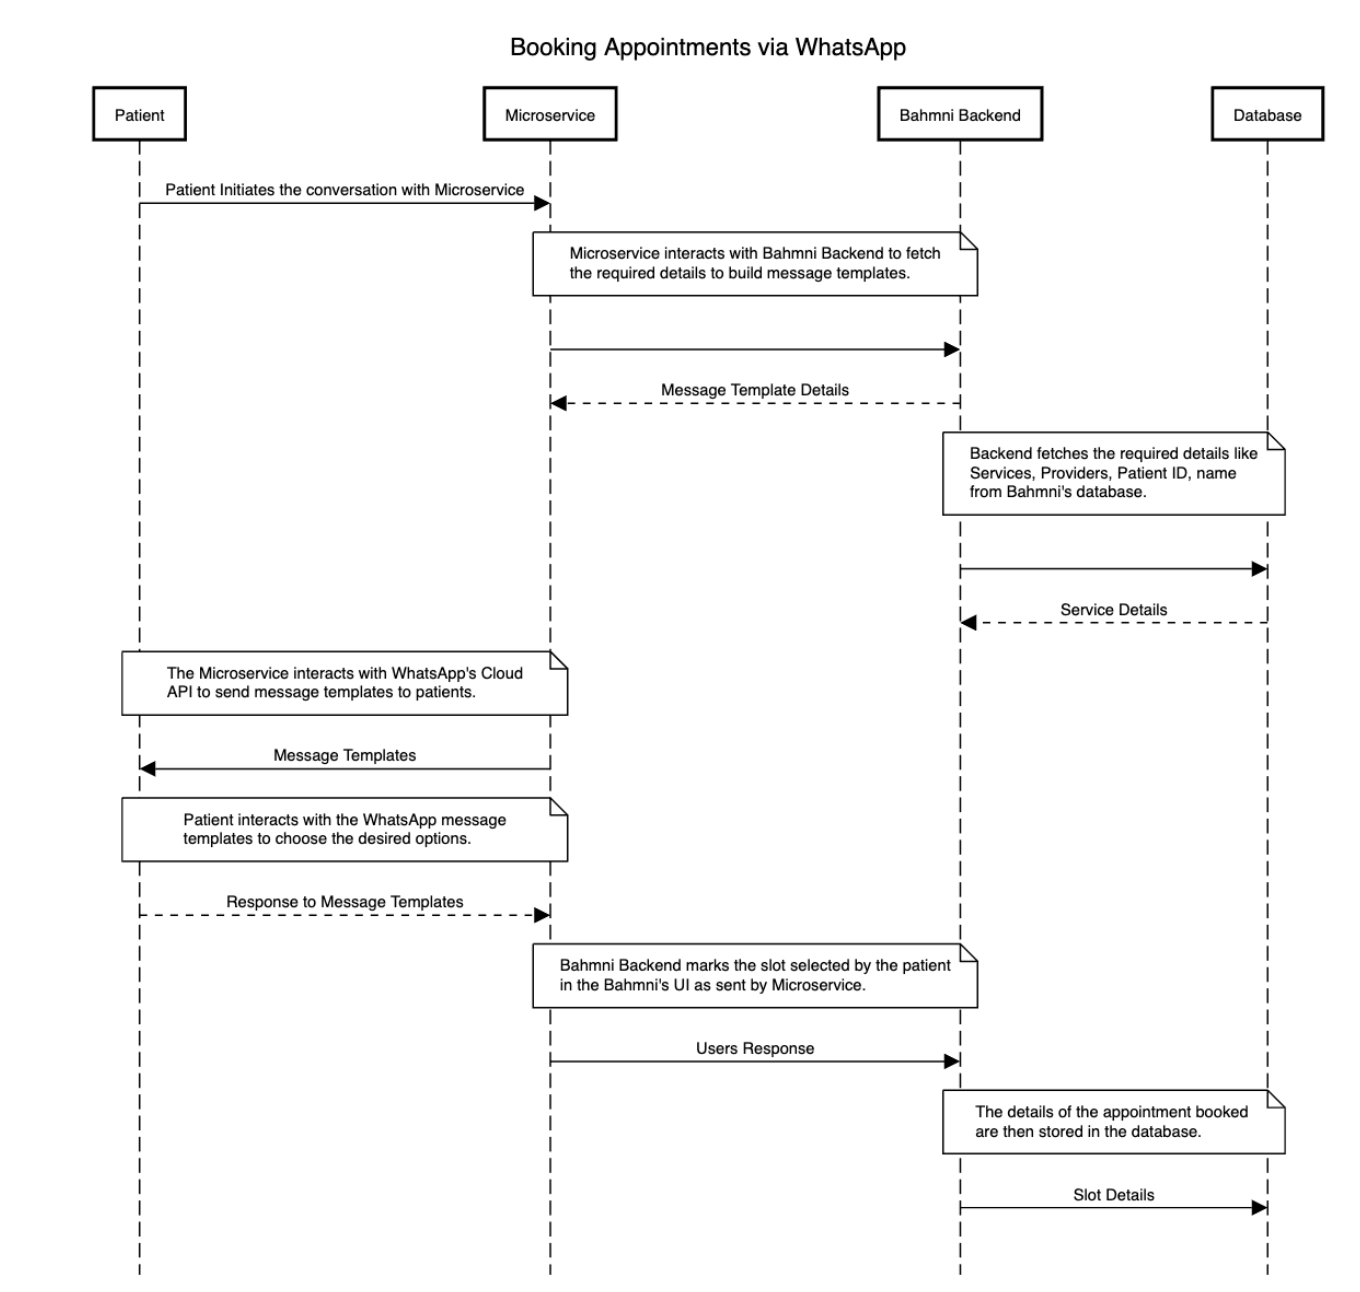 Booking Appointments via WhatsApp
Patient
Microservice
Bahmni Backend
Database
Patient Initiates the conversation with Microservice
Microservice interacts with Bahmni Backend to fetch
the required details to build message templates.
Message Template Details
Backend fetches the required details like
Services, Providers, Patient ID, name
from Bahmni's database.
Service Details
The Microservice interacts with WhatsApp's Cloud
API to send message templates to patients.
Message Templates
Patient interacts with the WhatsApp message
templates to choose the desired options.
Response to Message Templates
Bahmni Backend marks the slot selected by the patient
in the Bahmni's UI as sent by Microservice.
Users Response
The details of the appointment booked
are then stored in the database.
Slot Details